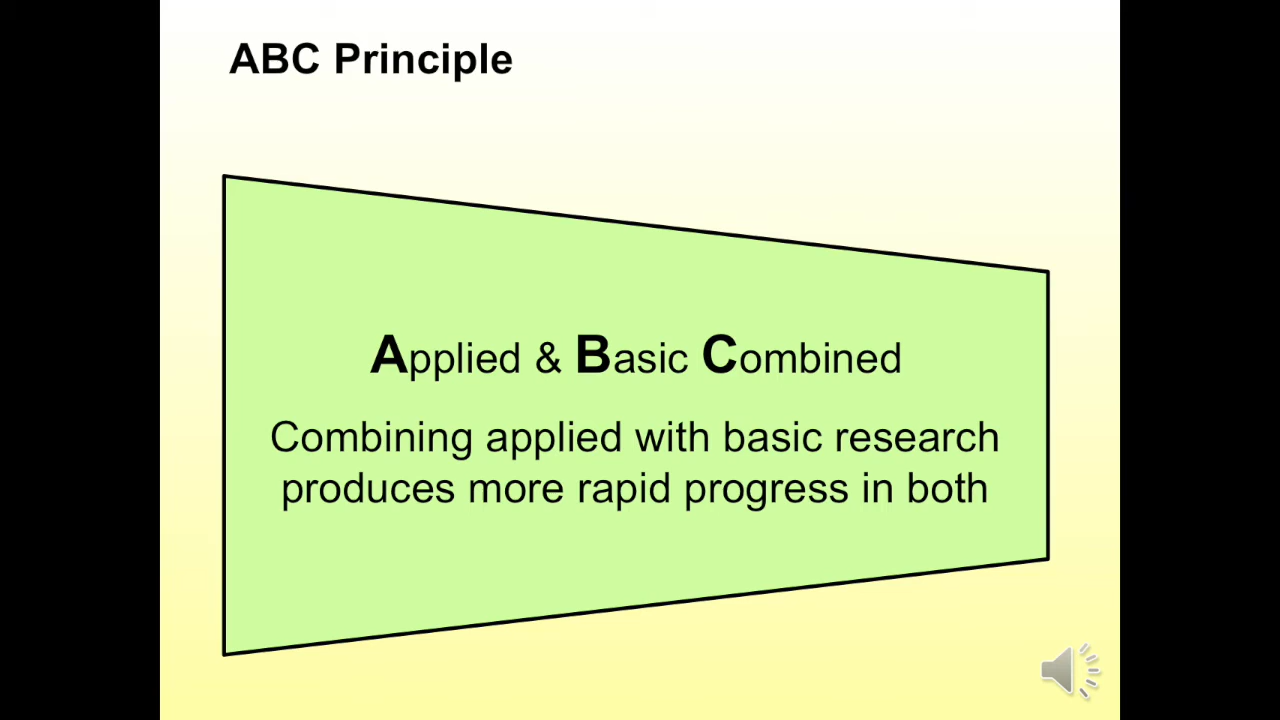 ABC Principle
Applied & Basic Combined
Combining applied with basic research
produces more rapid progress in both